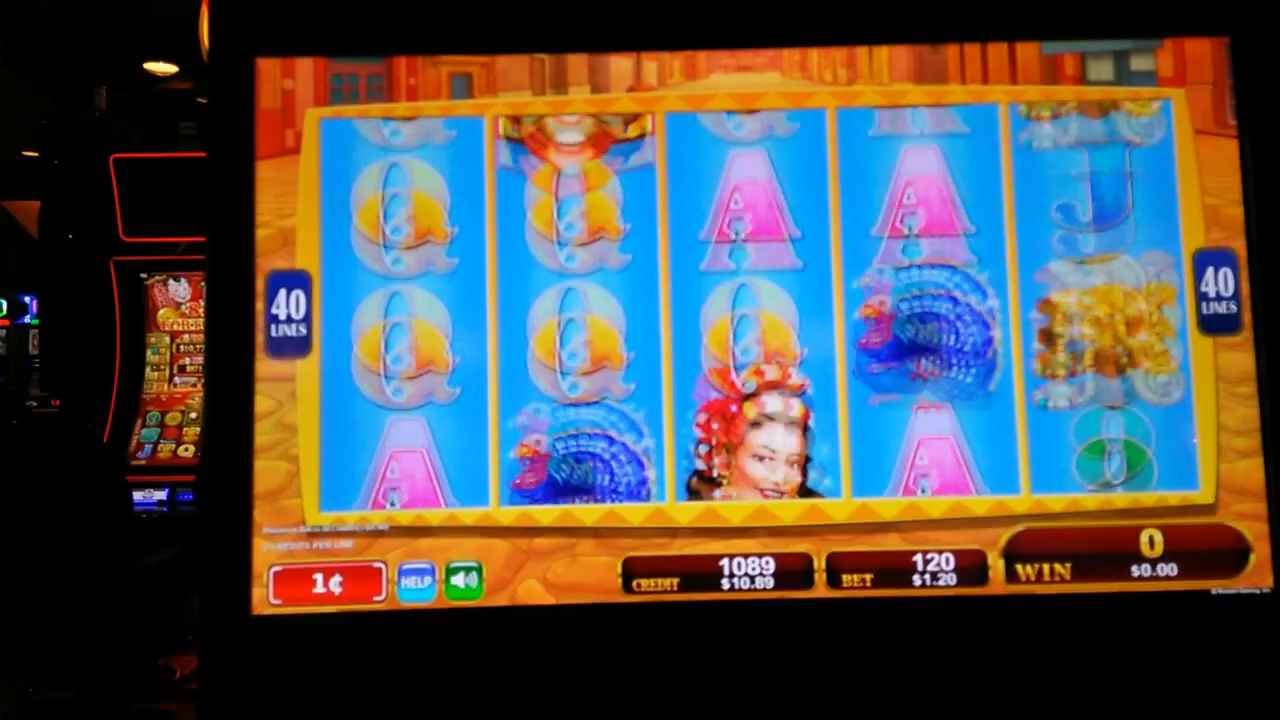 40
LINES
40
LINES
Q Q A A J
Q Q Q
A A
1¢
HELP
CREDIT
1089
$10.89
BET
120
$1.20
WIN
0
$0.00